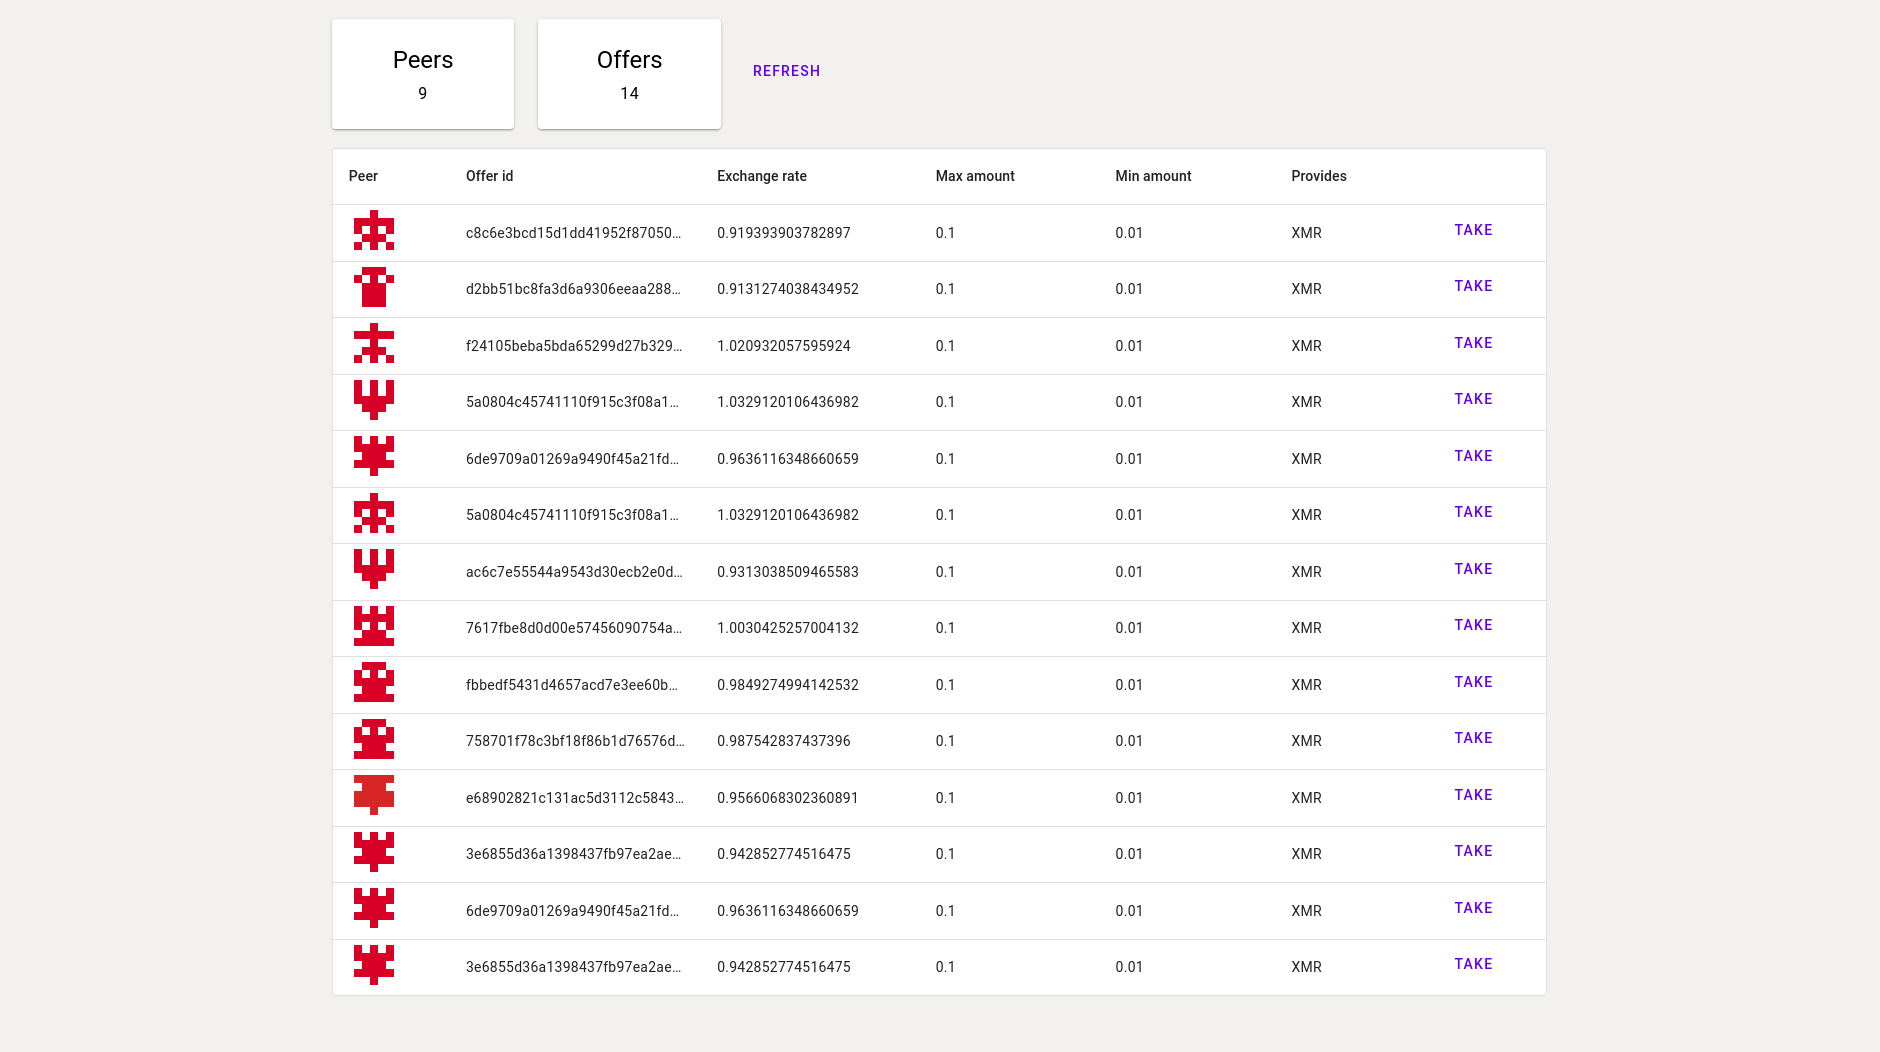 Peers
9
Offers
14
REFRESH
Peer Offer id Exchange rate Max amount Min amount Provides
c8c6e3bcd15d1dd41952f87050… 0.919393903782897 0.1 0.01 XMR TAKE
d2bb51bc8fa3d6a9306eeaa288… 0.9131274038434952 0.1 0.01 XMR TAKE
f24105beba5bda65299d27b329… 1.020932057595924 0.1 0.01 XMR TAKE
5a0804c45741110f915c3f08a1… 1.0329120106436982 0.1 0.01 XMR TAKE
6de9709a01269a9490f45a21fd… 0.9636116348660659 0.1 0.01 XMR TAKE
5a0804c45741110f915c3f08a1… 1.0329120106436982 0.1 0.01 XMR TAKE
ac6c7e55544a9543d30ecb2e0d… 0.9313038509465583 0.1 0.01 XMR TAKE
7617fbe8d0d00e57456090754a… 1.0030425257004132 0.1 0.01 XMR TAKE
fbbedf5431d4657acd7e3ee60b… 0.9849274994142532 0.1 0.01 XMR TAKE
758701f78c3bf18f86b1d76576d… 0.987542837437396 0.1 0.01 XMR TAKE
e68902821c131ac5d3112c5843… 0.9566068302360891 0.1 0.01 XMR TAKE
3e6855d36a1398437fb97ea2ae… 0.942852774516475 0.1 0.01 XMR TAKE
6de9709a01269a9490f45a21fd… 0.9636116348660659 0.1 0.01 XMR TAKE
3e6855d36a1398437fb97ea2ae… 0.942852774516475 0.1 0.01 XMR TAKE